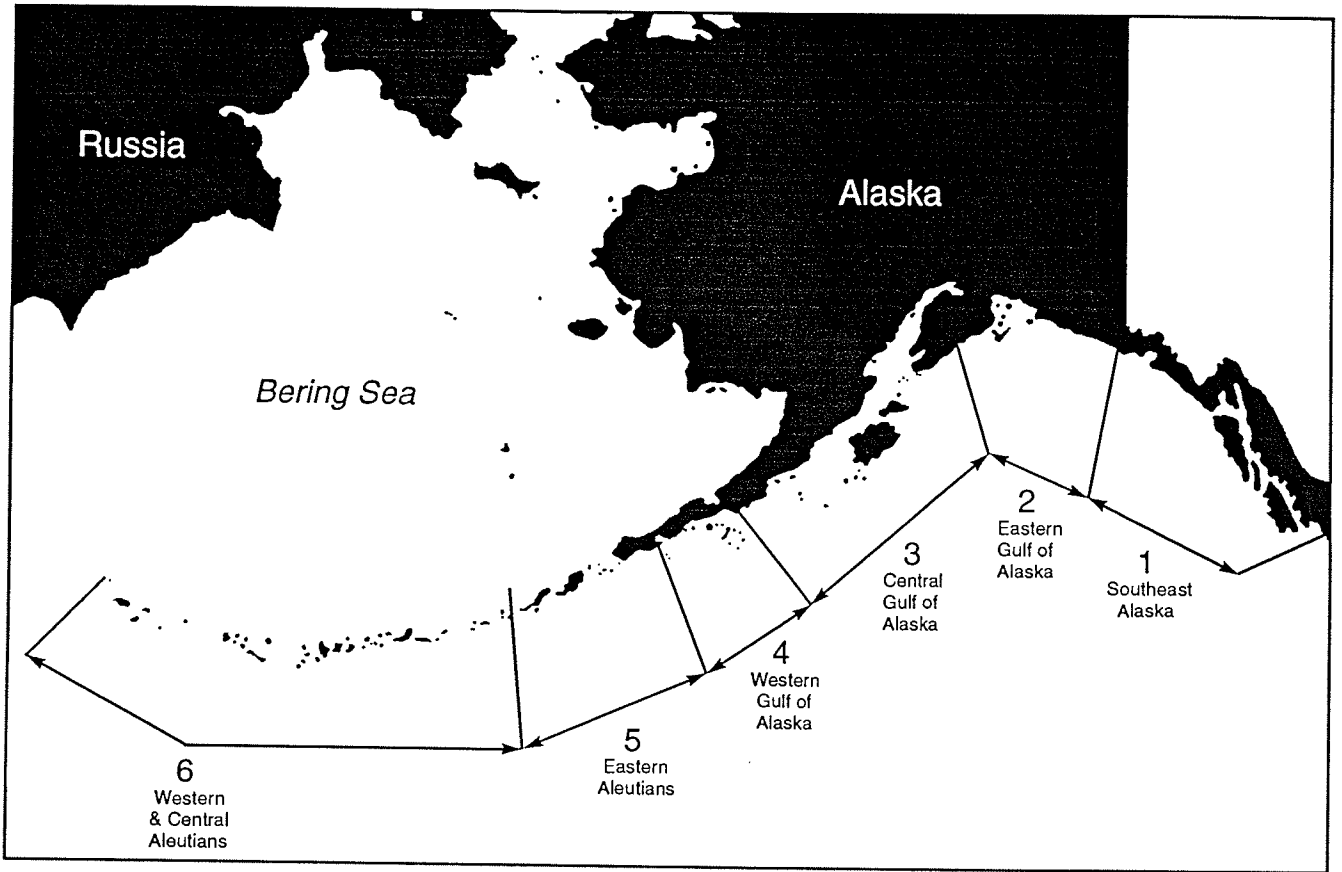 Russia
Alaska
Bering Sea
1
Southeast
Alaska
2
Eastern
Gulf of
Alaska
3
Central
Gulf of
Alaska
4
Western
Gulf of
Alaska
5
Eastern
Aleutians
6
Western
& Central
Aleutians